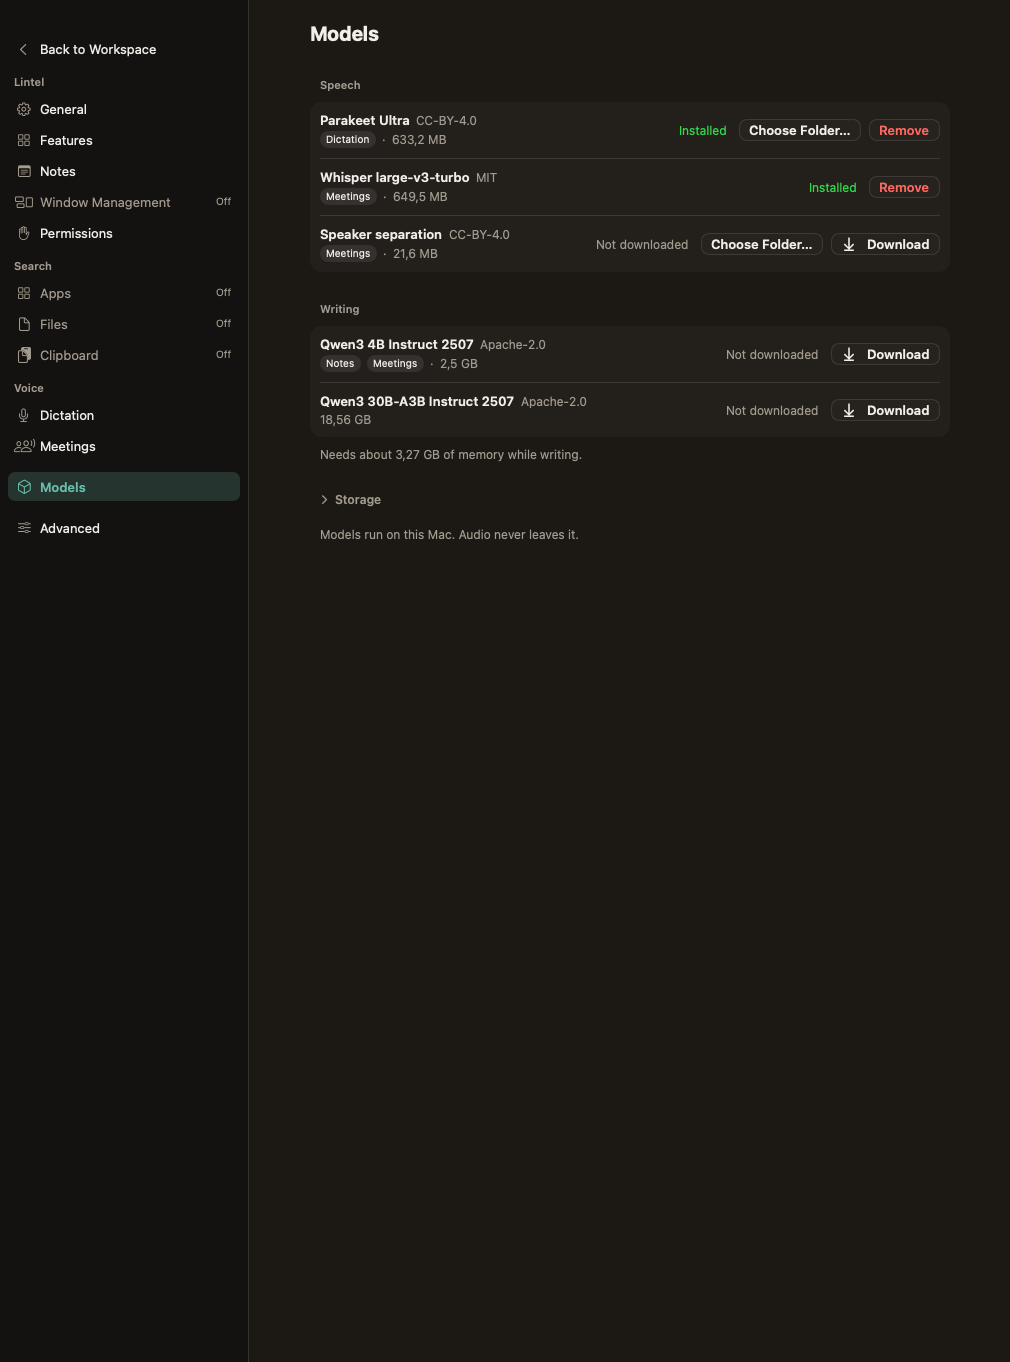 Back to Workspace
Lintel
General
Features
Notes
Window Management Off
Permissions
Search
Apps Off
Files Off
Clipboard Off
Voice
Dictation
Meetings
Models
Advanced
Models
Speech
Parakeet Ultra CC-BY-4.0
Dictation · 633,2 MB
Installed Choose Folder... Remove
Whisper large-v3-turbo MIT
Meetings · 649,5 MB
Installed Remove
Speaker separation CC-BY-4.0
Meetings · 21,6 MB
Not downloaded Choose Folder... Download
Writing
Qwen3 4B Instruct 2507 Apache-2.0
Notes Meetings · 2,5 GB
Not downloaded Download
Qwen3 30B-A3B Instruct 2507 Apache-2.0
18,56 GB
Not downloaded Download
Needs about 3,27 GB of memory while writing.
Storage
Models run on this Mac. Audio never leaves it.